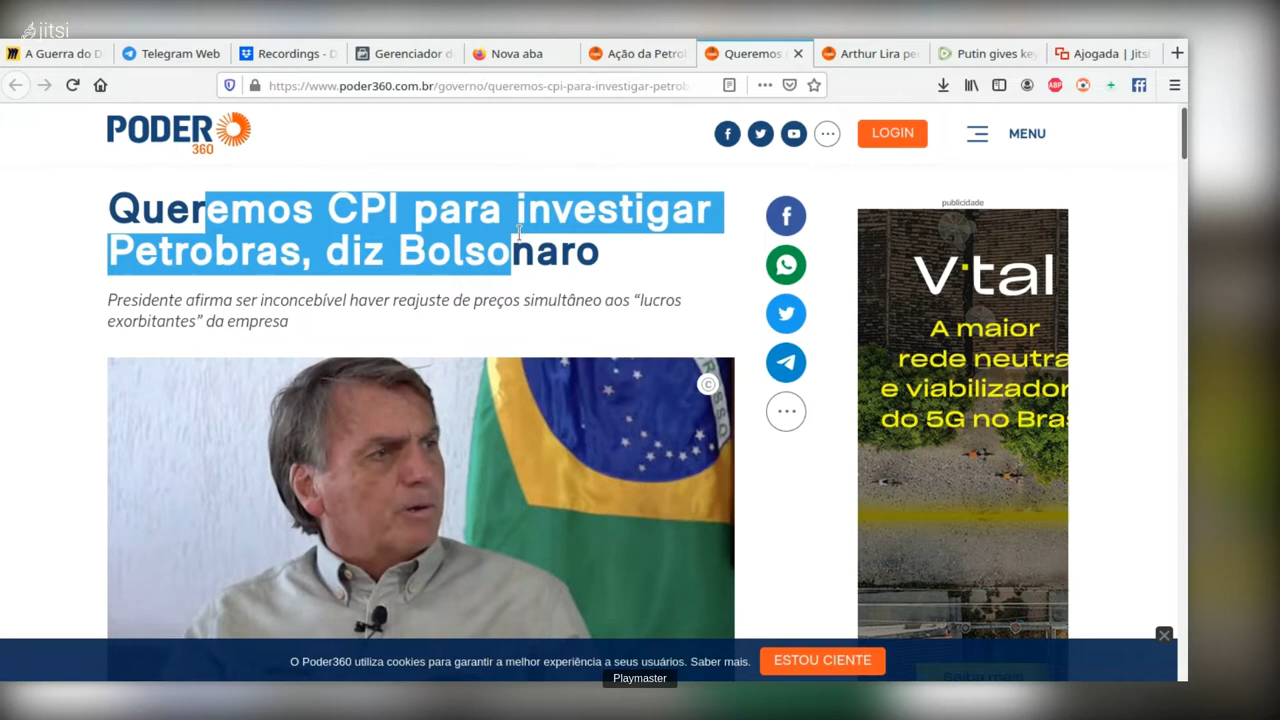 jitsi
A Guerra do D
Telegram Web
Recordings - D
Gerenciador d
Nova aba
Ação da Petrol
Queremos
Arthur Lira pe
Putin gives key
Ajogada | Jitsi
https://www.poder360.com.br/governo/queremos-cpi-para-investigar-petrob
ABP
PODER
360
LOGIN
MENU
Queremos CPI para investigar
Petrobras, diz Bolsonaro
Presidente afirma ser inconcebível haver reajuste de preços simultâneo aos “lucros
exorbitantes” da empresa
publicidade
V.tal
A maior
rede neutra
e viabilizador
do 5G no Bras
©
O Poder360 utiliza cookies para garantir a melhor experiência a seus usuários. Saber mais.
ESTOU CIENTE
Saiba mais
Playmaster